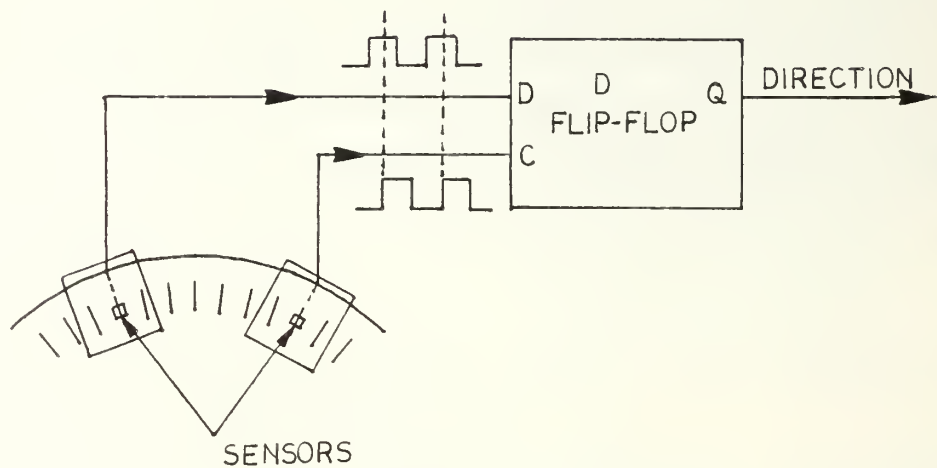 D D Q DIRECTION
FLIP-FLOP
C
SENSORS